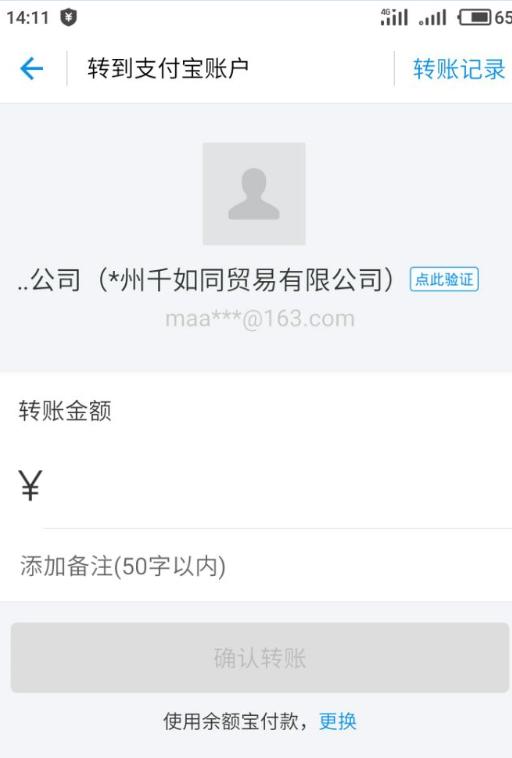 14:11 4G 65
转到支付宝账户 转账记录
..公司（*州千如同贸易有限公司） 点此验证
maa***@163.com
转账金额
¥
添加备注(50字以内)
确认转账
使用余额宝付款，更换